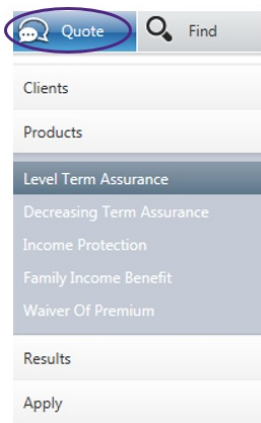 Quote Find
Clients
Products
Level Term Assurance
Decreasing Term Assurance
Income Protection
Family Income Benefit
Waiver Of Premium
Results
Apply